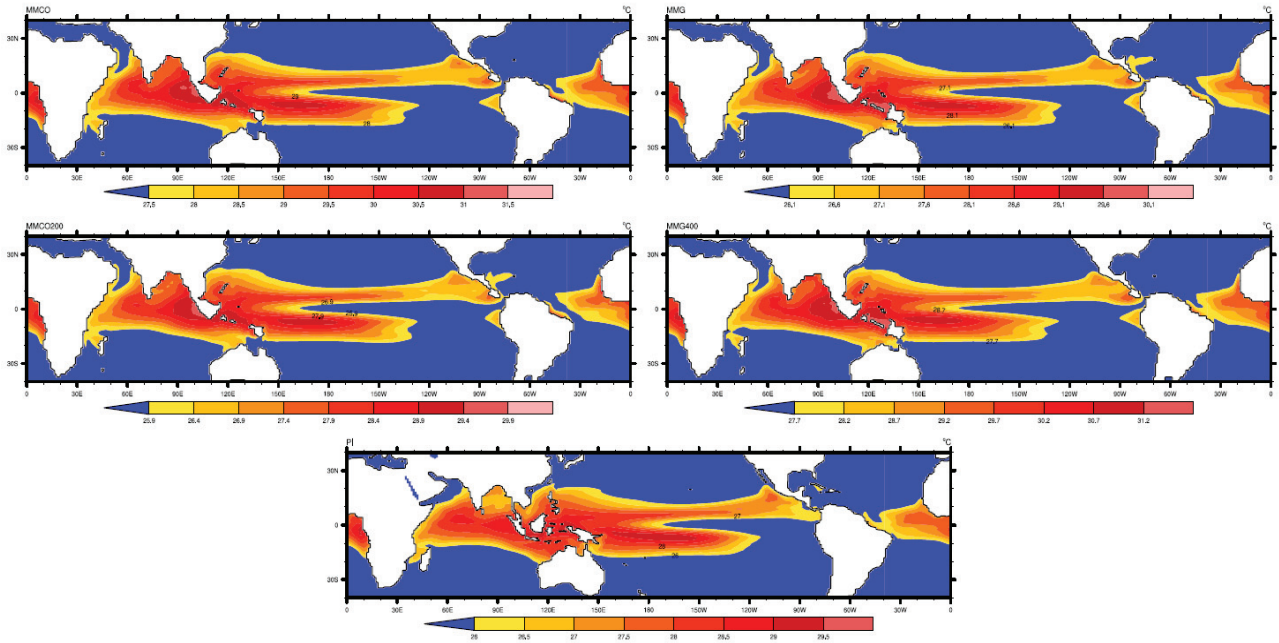 MMCO °C
30N
29
0
28
30S
0 30E 60E 90E 120E 150E 180 150W 120W 90W 60W 30W 0
27,5 28 28,5 29 29,5 30 30,5 31 31,5
MMG °C
30N
27.1
0
28.1
26.1
30S
0 30E 60E 90E 120E 150E 180 150W 120W 90W 60W 30W 0
26,1 26,6 27,1 27,6 28,1 28,6 29,1 29,6 30,1
MMCO200 °C
30N
26.9
0
27.9
30S
0 30E 60E 90E 120E 150E 180 150W 120W 90W 60W 30W 0
25,9 26,4 26,9 27,4 27,9 28,4 28,9 29,4 29,9
MMG400 °C
30N
0
28.7
27.7
30S
0 30E 60E 90E 120E 150E 180 150W 120W 90W 60W 30W 0
27,7 28,2 28,7 29,2 29,7 30,2 30,7 31,2
PI °C
30N
27
0
28
26
30S
0 30E 60E 90E 120E 150E 180 150W 120W 90W 60W 30W 0
26 26,5 27 27,5 28 28,5 29 29,5